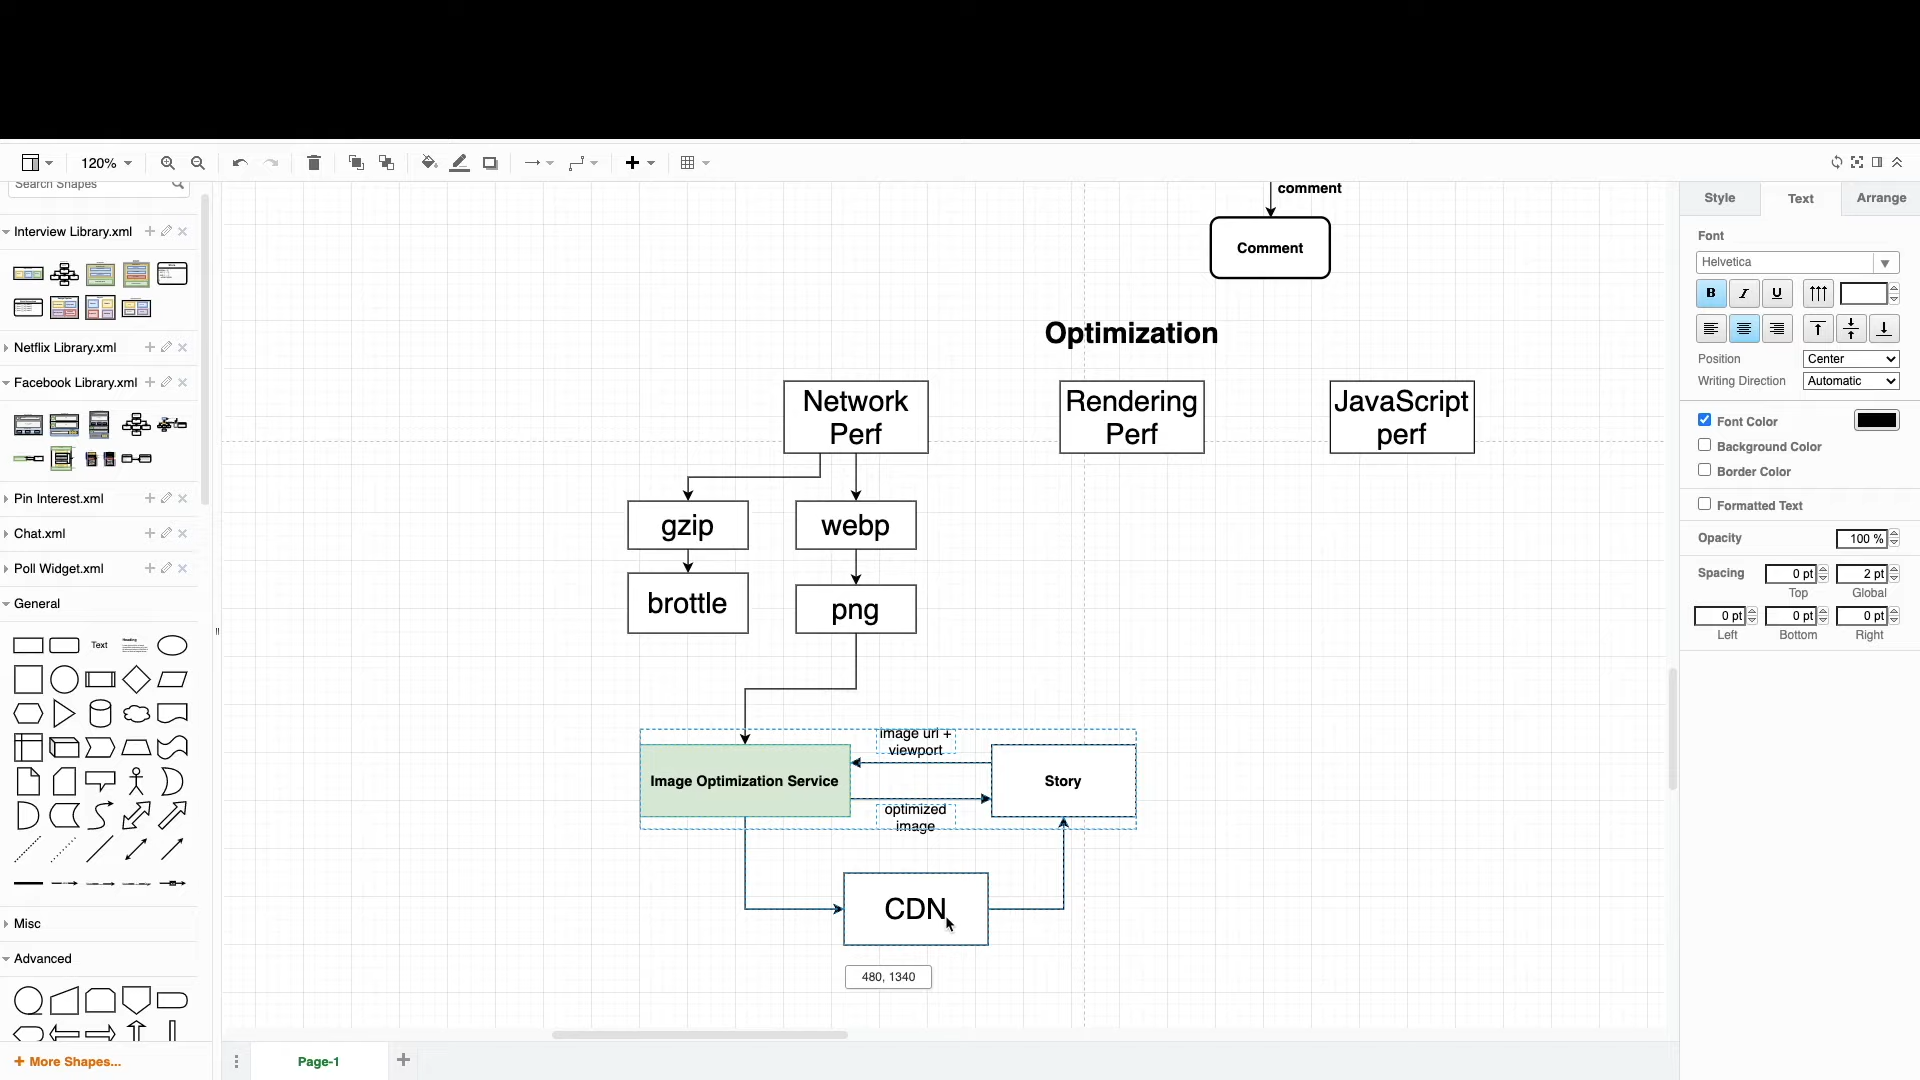 120%
Search Shapes
Interview Library.xml
Netflix Library.xml
Facebook Library.xml
Pin Interest.xml
Chat.xml
Poll Widget.xml
General
Text
Heading
Misc
Advanced
More Shapes...
comment
Comment
Optimization
Network
Perf
Rendering
Perf
JavaScript
perf
gzip
webp
brottle
png
image url +
viewport
Image Optimization Service
Story
optimized
image
CDN
480, 1340
Page-1
Style
Text
Arrange
Font
Helvetica
B
I
U
Position
Center
Writing Direction
Automatic
Font Color
Background Color
Border Color
Formatted Text
Opacity
100 %
Spacing
0 pt
2 pt
Top
Global
0 pt
0 pt
0 pt
Left
Bottom
Right